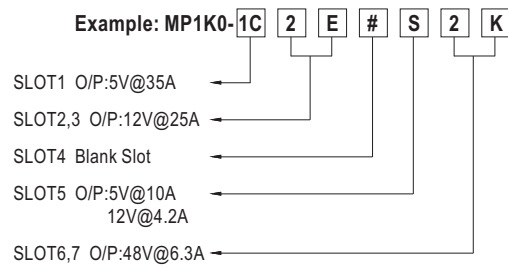 Example: MP1K0- 1C 2 E # S 2 K
SLOT1 O/P:5V@35A
SLOT2,3 O/P:12V@25A
SLOT4 Blank Slot
SLOT5 O/P:5V@10A
12V@4.2A
SLOT6,7 O/P:48V@6.3A